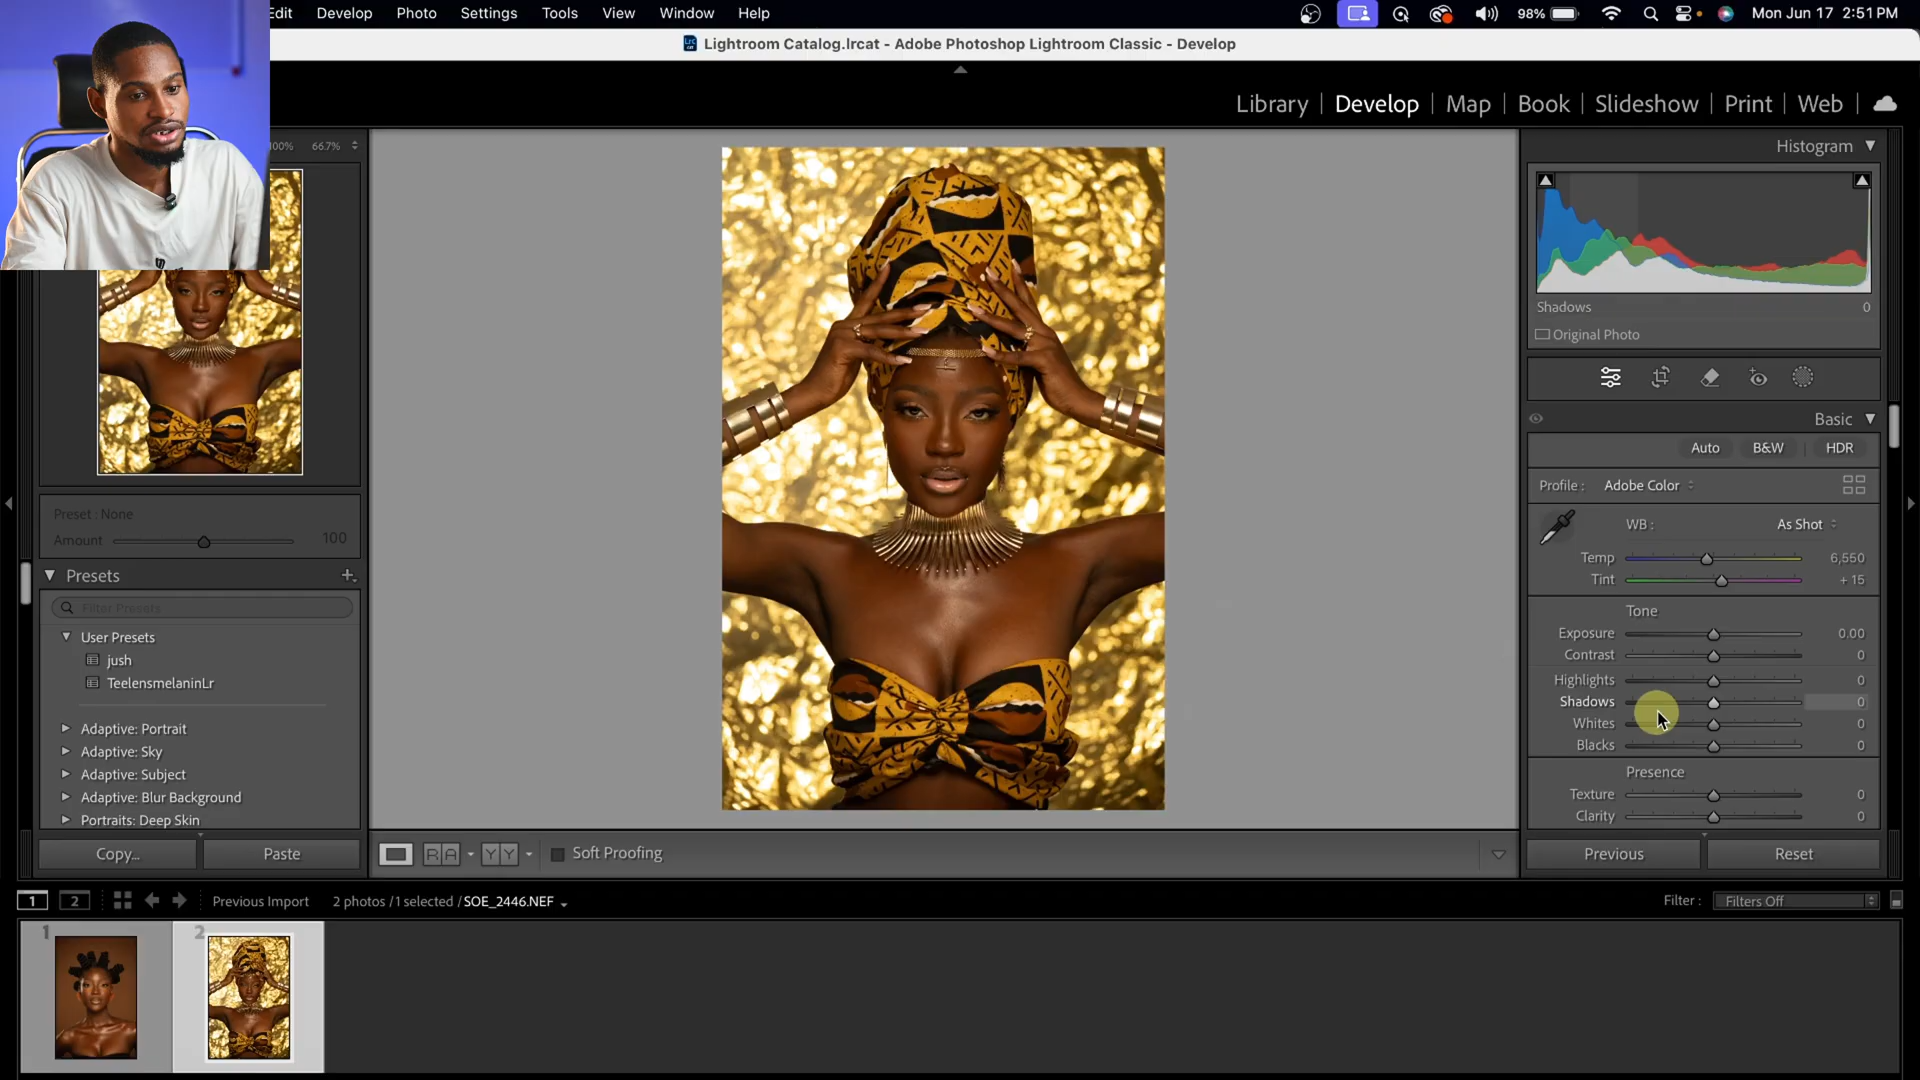 Edit Develop Photo Settings Tools View Window Help 98% Mon Jun 17 2:51 PM
Lightroom Catalog.lrcat - Adobe Photoshop Lightroom Classic - Develop
Library | Develop | Map | Book | Slideshow | Print | Web
100% 66.7%
Histogram
Shadows 0
Original Photo
Basic
Auto B&W HDR
Profile : Adobe Color
WB : As Shot
Temp 6,550
Tint + 15
Tone
Exposure 0.00
Contrast 0
Highlights 0
Shadows 0
Whites 0
Blacks 0
Presence
Texture 0
Clarity 0
Previous Reset
Preset : None
Amount 100
Presets
Filter Presets
User Presets
jush
TeelensmelaninLr
Adaptive: Portrait
Adaptive: Sky
Adaptive: Subject
Adaptive: Blur Background
Portraits: Deep Skin
Copy... Paste
R A Y Y Soft Proofing
1 2 Previous Import 2 photos / 1 selected / SOE_2446.NEF Filter : Filters Off
1 2